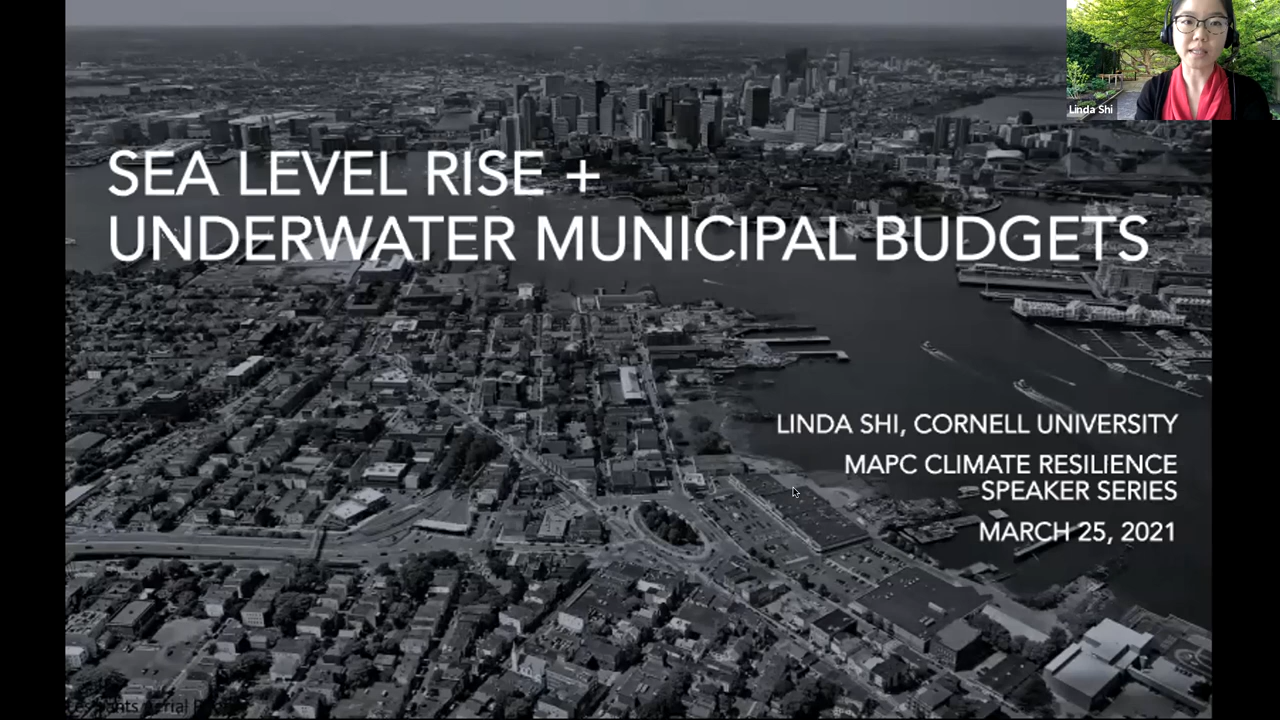 Linda Shi
SEA LEVEL RISE +
UNDERWATER MUNICIPAL BUDGETS
LINDA SHI, CORNELL UNIVERSITY
MAPC CLIMATE RESILIENCE
SPEAKER SERIES
MARCH 25, 2021